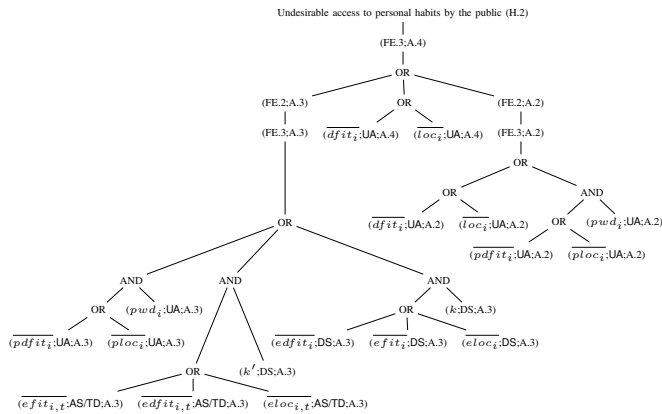 Undesirable access to personal habits by the public (H.2)
(FE.3;A.4)
OR
(FE.2;A.3) OR (FE.2;A.2)
(FE.3;A.3) (dfit_i;UA;A.4) (loc_i;UA;A.4) (FE.3;A.2)
OR
OR AND
(dfit_i;UA;A.2) (loc_i;UA;A.2) OR (pwd_i;UA;A.2)
(pdfit_i;UA;A.2) (ploc_i;UA;A.2)
OR
AND AND AND
OR (pwd_i;UA;A.3) OR (k;DS;A.3)
(pdfit_i;UA;A.3) (ploc_i;UA;A.3) (edfit_i;DS;A.3) (efit_i;DS;A.3) (eloc_i;DS;A.3)
OR (k′;DS;A.3)
(efit_{i,t};AS/TD;A.3) (edfit_{i,t};AS/TD;A.3) (eloc_{i,t};AS/TD;A.3)